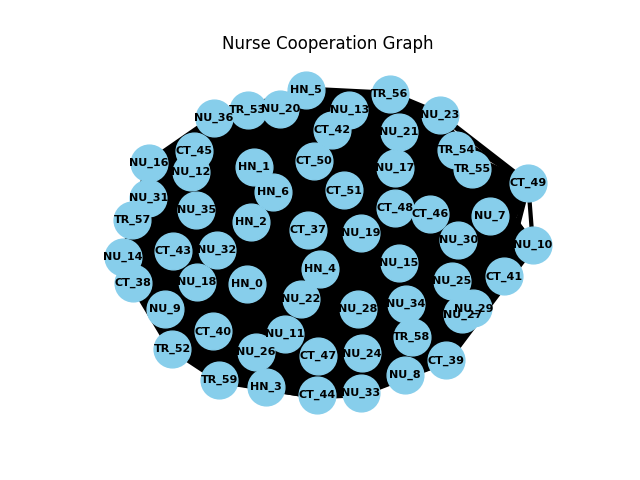 Nurse Cooperation Graph
HN_5
TR_56
NU_36
TR_53
NU_20
NU_13
NU_23
CT_42
NU_21
CT_45
NU_16
NU_12
HN_1
CT_50
NU_17
TR_54
TR_55
CT_49
NU_31
HN_6
CT_51
TR_57
NU_35
HN_2
CT_48
CT_46
NU_7
CT_37
NU_19
NU_30
NU_10
NU_14
CT_43
NU_32
HN_4
NU_15
CT_38
NU_18
HN_0
NU_25
CT_41
NU_9
NU_22
NU_28
NU_34
NU_27
NU_29
CT_40
NU_11
TR_58
TR_52
NU_26
CT_47
NU_24
CT_39
TR_59
HN_3
CT_44
NU_33
NU_8